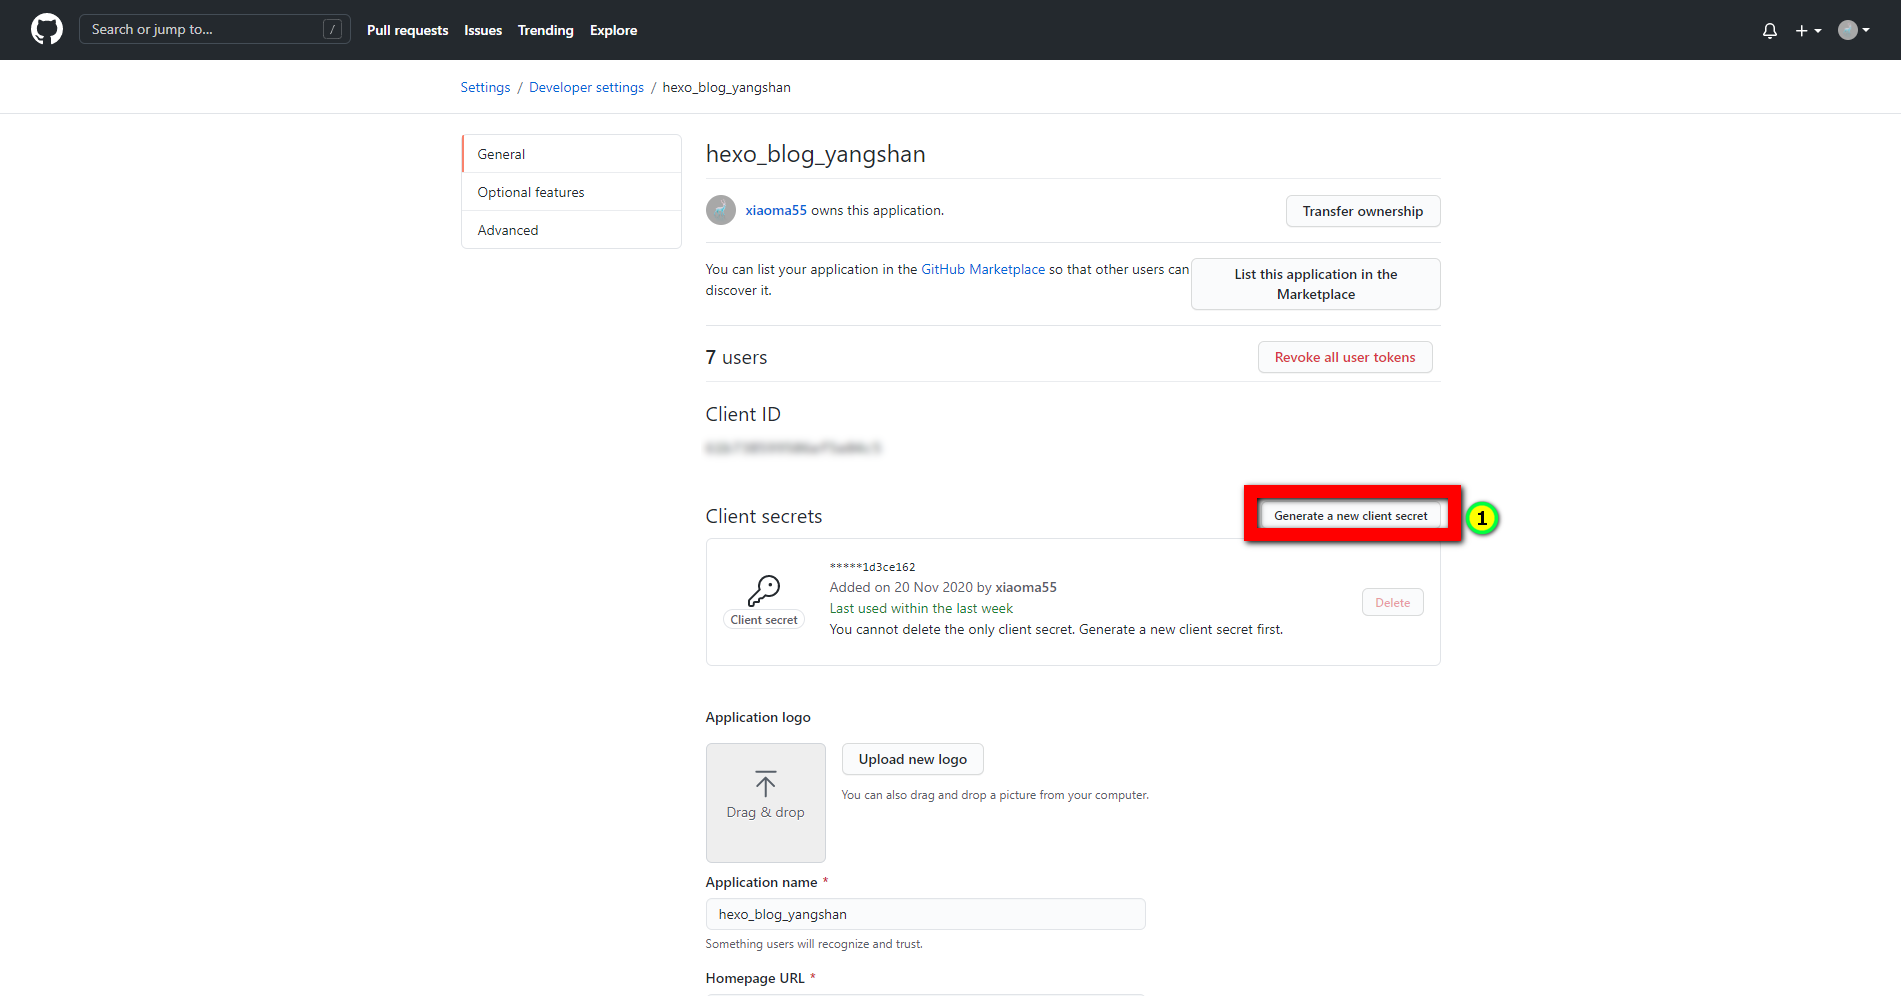 Search or jump to...
/
Pull requests
Issues
Trending
Explore
Settings / Developer settings / hexo_blog_yangshan
General
Optional features
Advanced
hexo_blog_yangshan
xiaoma55 owns this application.
Transfer ownership
You can list your application in the GitHub Marketplace so that other users can
discover it.
List this application in the
Marketplace
7 users
Revoke all user tokens
Client ID
Client secrets
Generate a new client secret
1
Client secret
*****1d3ce162
Added on 20 Nov 2020 by xiaoma55
Last used within the last week
You cannot delete the only client secret. Generate a new client secret first.
Delete
Application logo
Drag & drop
Upload new logo
You can also drag and drop a picture from your computer.
Application name *
hexo_blog_yangshan
Something users will recognize and trust.
Homepage URL *